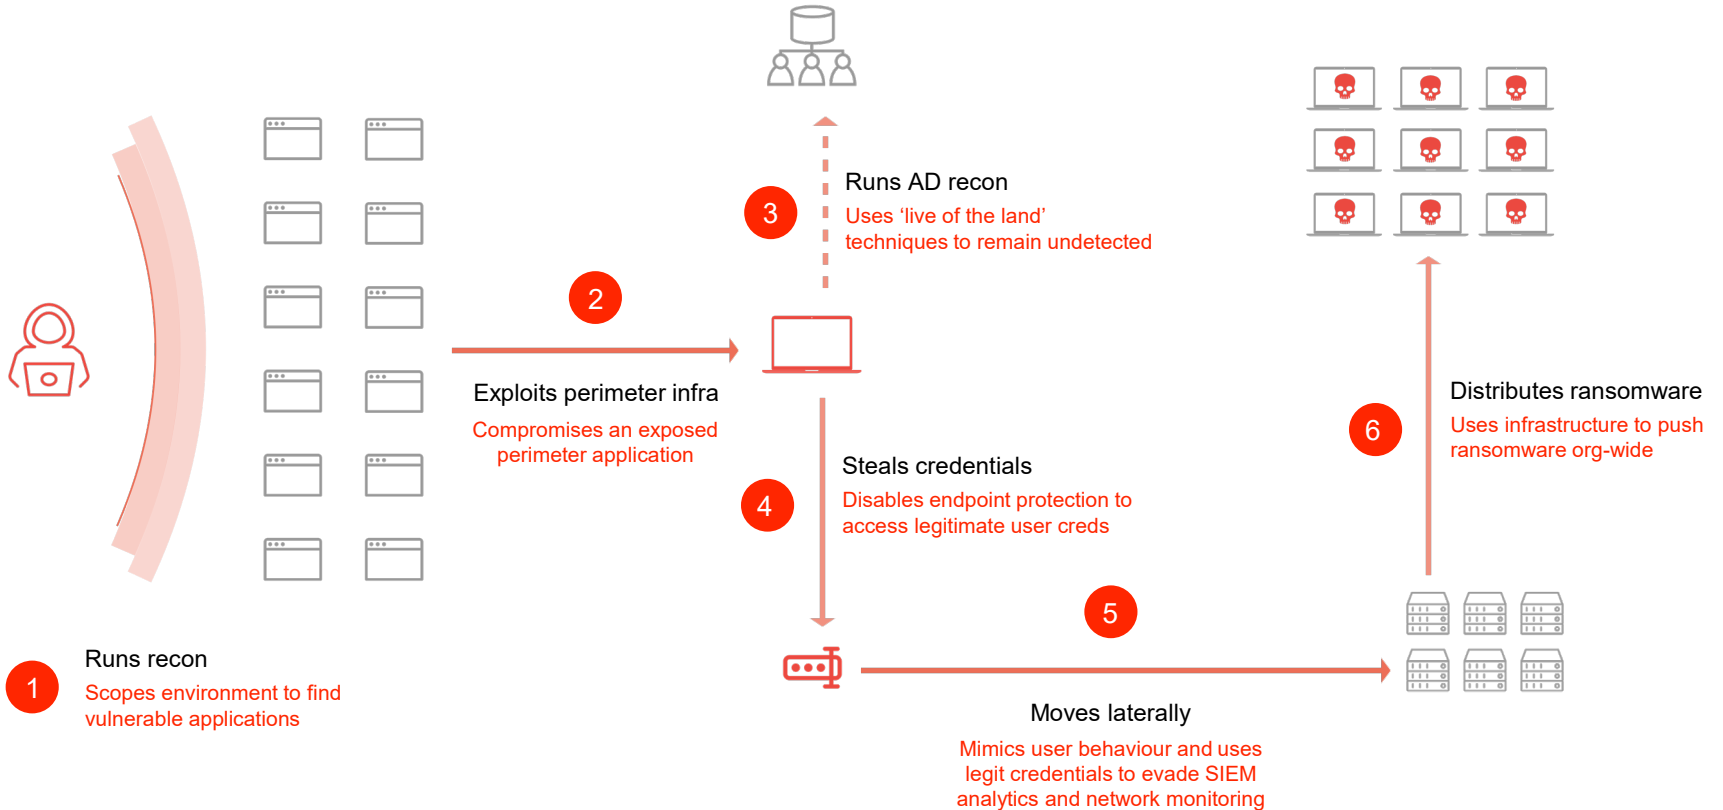 1
Runs recon
Scopes environment to find
vulnerable applications
2
Exploits perimeter infra
Compromises an exposed
perimeter application
3
Runs AD recon
Uses ‘live of the land’
techniques to remain undetected
4
Steals credentials
Disables endpoint protection to
access legitimate user creds
5
Moves laterally
Mimics user behaviour and uses
legit credentials to evade SIEM
analytics and network monitoring
6
Distributes ransomware
Uses infrastructure to push
ransomware org-wide